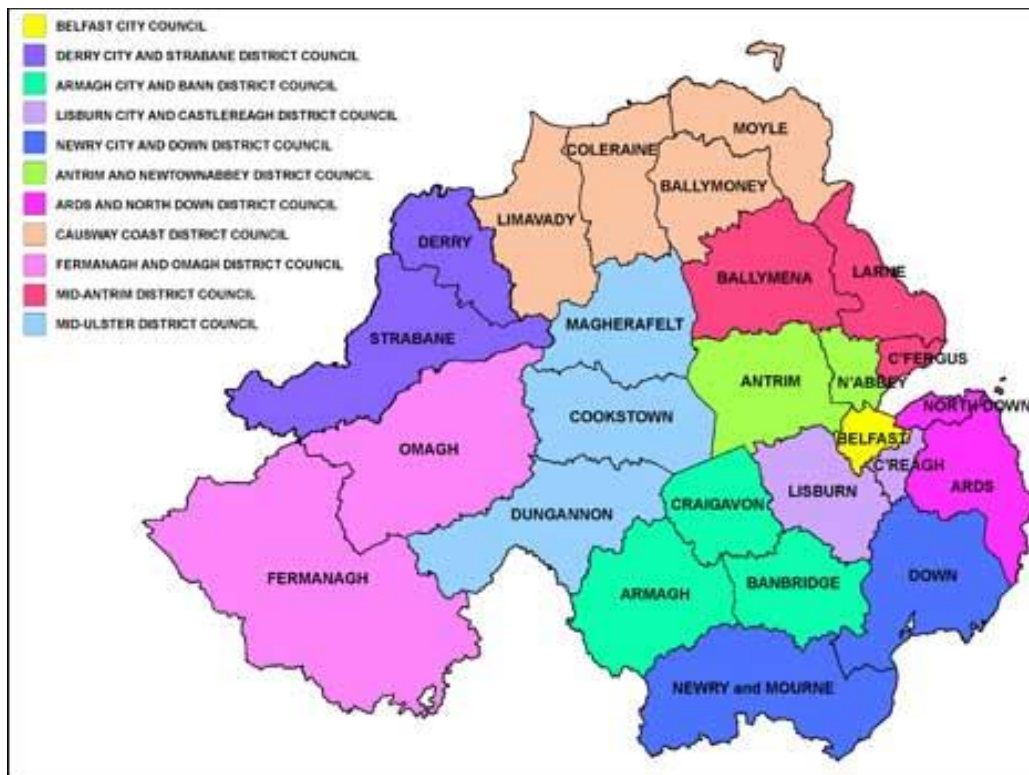 BELFAST CITY COUNCIL
DERRY CITY AND STRABANE DISTRICT COUNCIL
ARMAGH CITY AND BANN DISTRICT COUNCIL
LISBURN CITY AND CASTLEREAGH DISTRICT COUNCIL
NEWRY CITY AND DOWN DISTRICT COUNCIL
ANTRIM AND NEWTOWNABBEY DISTRICT COUNCIL
ARDS AND NORTH DOWN DISTRICT COUNCIL
CAUSWAY COAST DISTRICT COUNCIL
FERMANAGH AND OMAGH DISTRICT COUNCIL
MID-ANTRIM DISTRICT COUNCIL
MID-ULSTER DISTRICT COUNCIL
MOYLE
COLERAINE
BALLYMONEY
LIMAVADY
DERRY
BALLYMENA
LARNE
MAGHERAFELT
STRABANE
C'FERGUS
ANTRIM
N'ABBEY
NORTH DOWN
COOKSTOWN
BELFAST
OMAGH
C'REAGH
LISBURN
ARDS
CRAIGAVON
DUNGANNON
DOWN
FERMANAGH
BANBRIDGE
ARMAGH
NEWRY and MOURNE